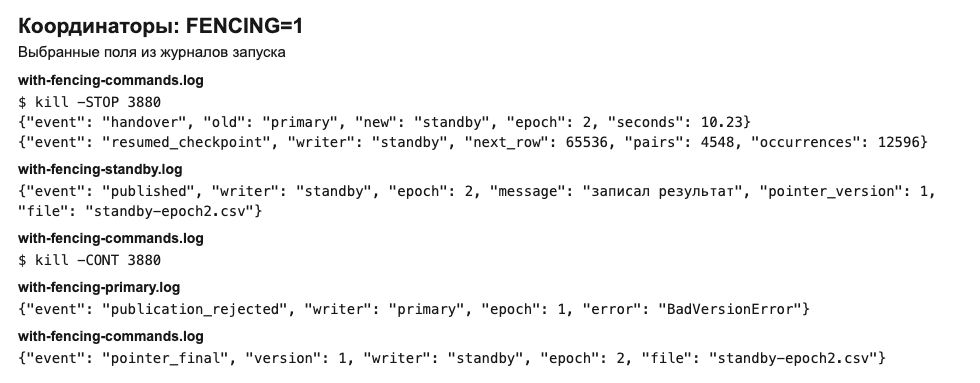 Координаторы: FENCING=1
Выбранные поля из журналов запуска
with-fencing-commands.log
$ kill -STOP 3880
{"event": "handover", "old": "primary", "new": "standby", "epoch": 2, "seconds": 10.23}
{"event": "resumed_checkpoint", "writer": "standby", "next_row": 65536, "pairs": 4548, "occurrences": 12596}
with-fencing-standby.log
{"event": "published", "writer": "standby", "epoch": 2, "message": "записал результат", "pointer_version": 1,
"file": "standby-epoch2.csv"}
with-fencing-commands.log
$ kill -CONT 3880
with-fencing-primary.log
{"event": "publication_rejected", "writer": "primary", "epoch": 1, "error": "BadVersionError"}
with-fencing-commands.log
{"event": "pointer_final", "version": 1, "writer": "standby", "epoch": 2, "file": "standby-epoch2.csv"}